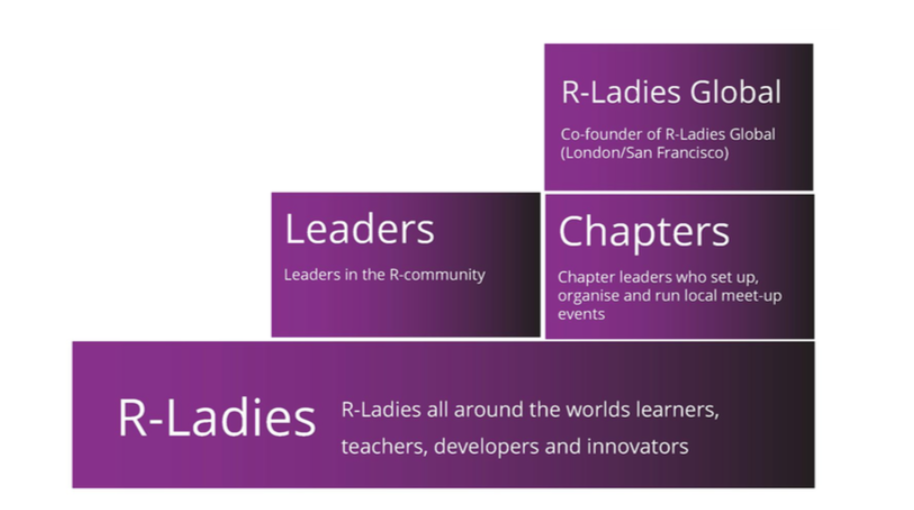 R-Ladies Global
Co-founder of R-Ladies Global
(London/San Francisco)
Leaders
Leaders in the R-community
Chapters
Chapter leaders who set up,
organise and run local meet-up
events
R-Ladies
R-Ladies all around the worlds learners,
teachers, developers and innovators